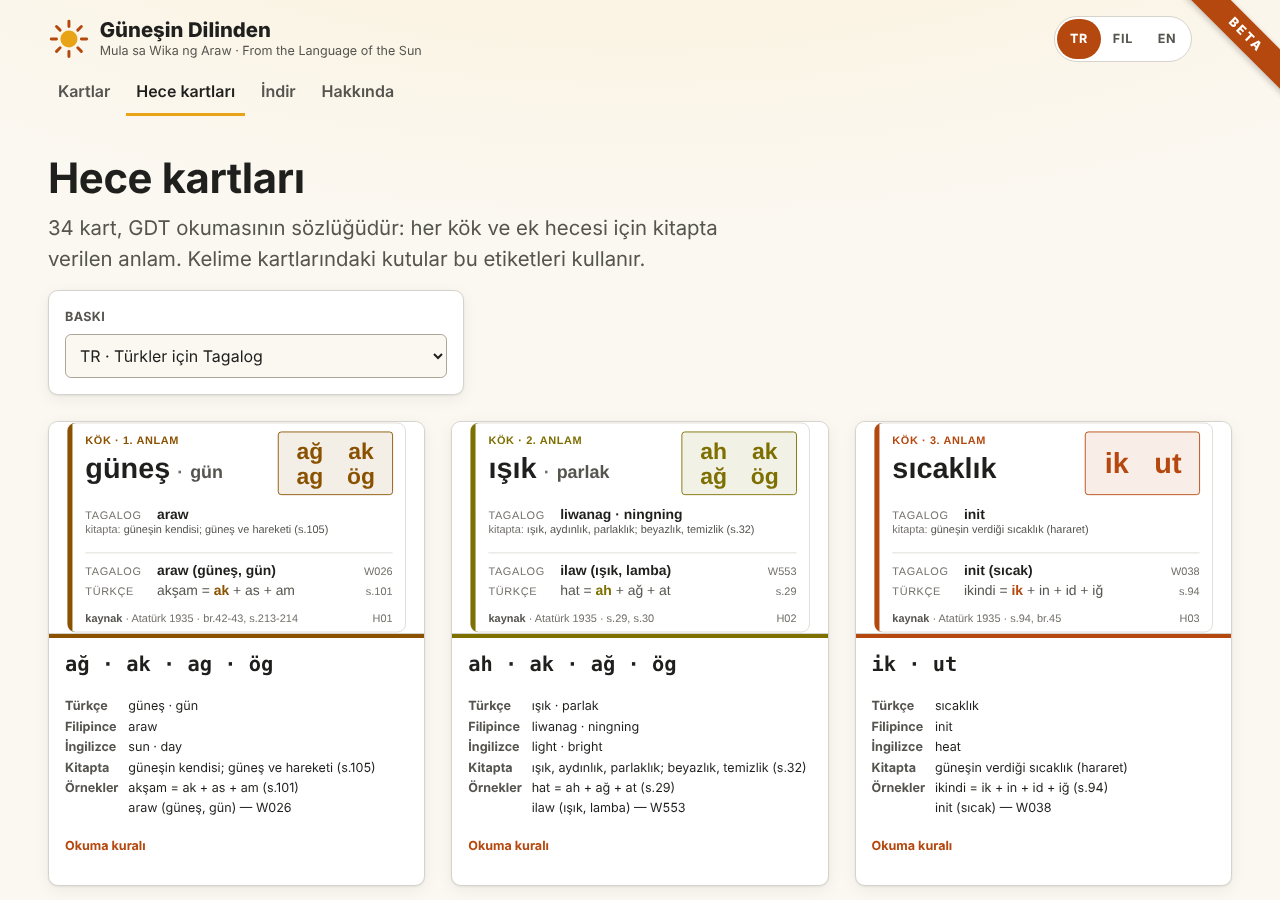 Güneşin Dilinden
Mula sa Wika ng Araw · From the Language of the Sun
TR FIL EN
BETA
Kartlar Hece kartları İndir Hakkında
Hece kartları
34 kart, GDT okumasının sözlüğüdür: her kök ve ek hecesi için kitapta
verilen anlam. Kelime kartlarındaki kutular bu etiketleri kullanır.
BASKI
TR · Türkler için Tagalog
KÖK · 1. ANLAM
güneş · gün
ağ ak
ag ög
TAGALOG araw
kitapta: güneşin kendisi; güneş ve hareketi (s.105)
TAGALOG araw (güneş, gün) W026
TÜRKÇE akşam = ak + as + am s.101
kaynak · Atatürk 1935 · br.42-43, s.213-214 H01
ağ · ak · ag · ög
Türkçe güneş · gün
Filipince araw
İngilizce sun · day
Kitapta güneşin kendisi; güneş ve hareketi (s.105)
Örnekler akşam = ak + as + am (s.101)
araw (güneş, gün) — W026
Okuma kuralı
KÖK · 2. ANLAM
ışık · parlak
ah ak
ağ ög
TAGALOG liwanag · ningning
kitapta: ışık, aydınlık, parlaklık; beyazlık, temizlik (s.32)
TAGALOG ilaw (ışık, lamba) W553
TÜRKÇE hat = ah + ağ + at s.29
kaynak · Atatürk 1935 · s.29, s.30 H02
ah · ak · ağ · ög
Türkçe ışık · parlak
Filipince liwanag · ningning
İngilizce light · bright
Kitapta ışık, aydınlık, parlaklık; beyazlık, temizlik (s.32)
Örnekler hat = ah + ağ + at (s.29)
ilaw (ışık, lamba) — W553
Okuma kuralı
KÖK · 3. ANLAM
sıcaklık
ik ut
TAGALOG init
kitapta: güneşin verdiği sıcaklık (hararet)
TAGALOG init (sıcak) W038
TÜRKÇE ikindi = ik + in + id + iğ s.94
kaynak · Atatürk 1935 · s.94, br.45 H03
ik · ut
Türkçe sıcaklık
Filipince init
İngilizce heat
Kitapta güneşin verdiği sıcaklık (hararet)
Örnekler ikindi = ik + in + id + iğ (s.94)
init (sıcak) — W038
Okuma kuralı